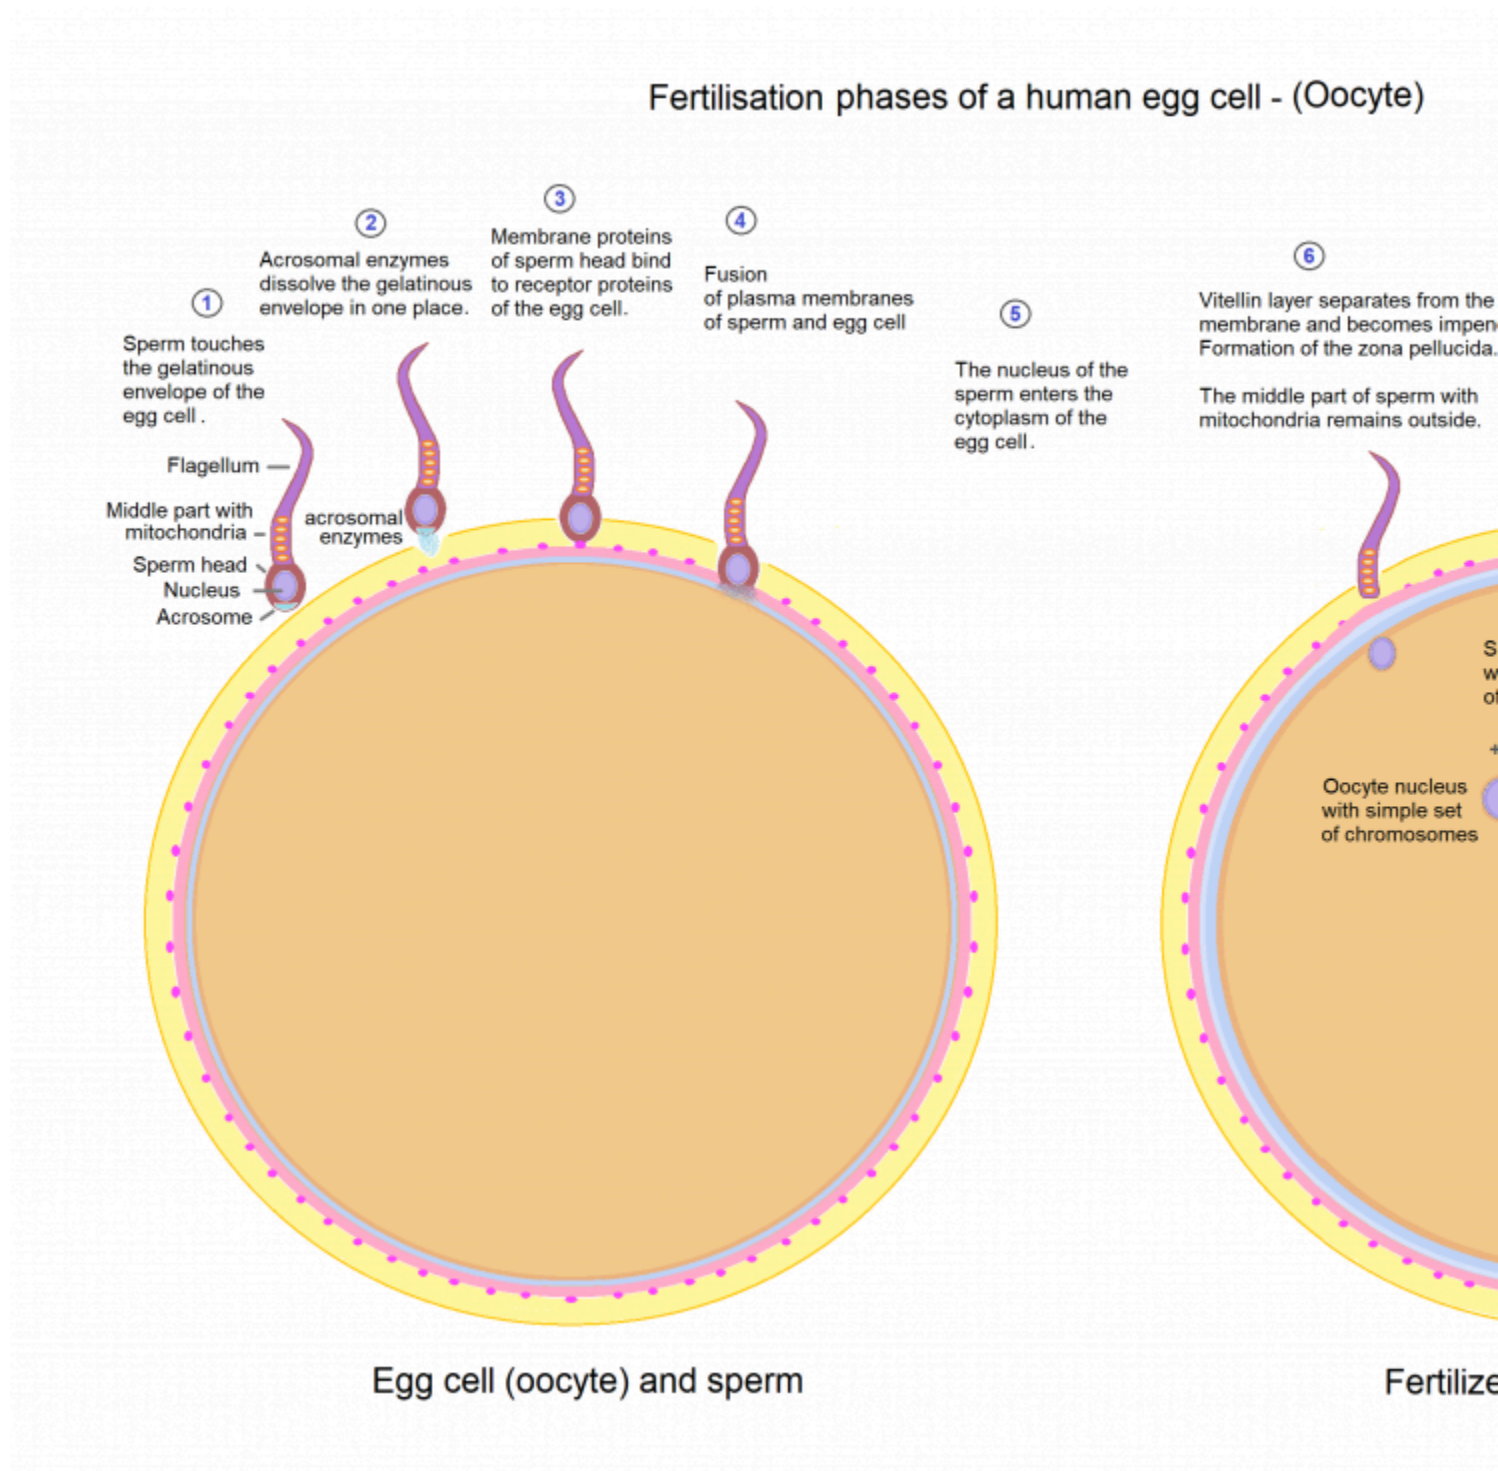 Fertilisation phases of a human egg cell - (Oocyte)
1
Sperm touches
the gelatinous
envelope of the
egg cell .
2
Acrosomal enzymes
dissolve the gelatinous
envelope in one place.
3
Membrane proteins
of sperm head bind
to receptor proteins
of the egg cell.
4
Fusion
of plasma membranes
of sperm and egg cell
5
The nucleus of the
sperm enters the
cytoplasm of the
egg cell.
6
Vitellin layer separates from the
membrane and becomes
Formation of the zona pellucida.
The middle part of sperm with
mitochondria remains outside.
Flagellum
Middle part with
mitochondria
Sperm head
Nucleus
Acrosome
acrosomal
enzymes
+
Oocyte nucleus
with simple set
of chromosomes
Egg cell (oocyte) and sperm